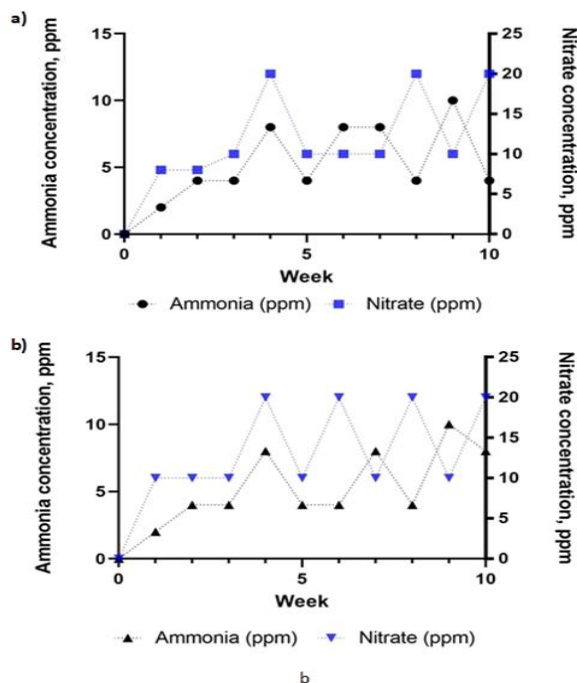 a)
Ammonia concentration, ppm
15
10
5
0
25
20
15
10
5
0
Nitrate concentration, ppm
0
5
10
Week
Ammonia (ppm) Nitrate (ppm)
b)
Ammonia concentration, ppm
15
10
5
0
25
20
15
10
5
0
Nitrate concentration, ppm
0
5
10
Week
Ammonia (ppm) Nitrate (ppm)
b